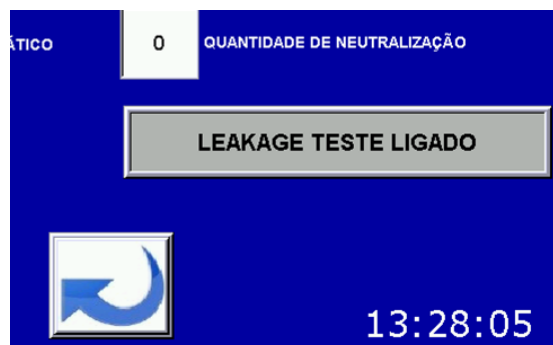 ÁTICO 0 QUANTIDADE DE NEUTRALIZAÇÃO
LEAKAGE TESTE LIGADO
13:28:05